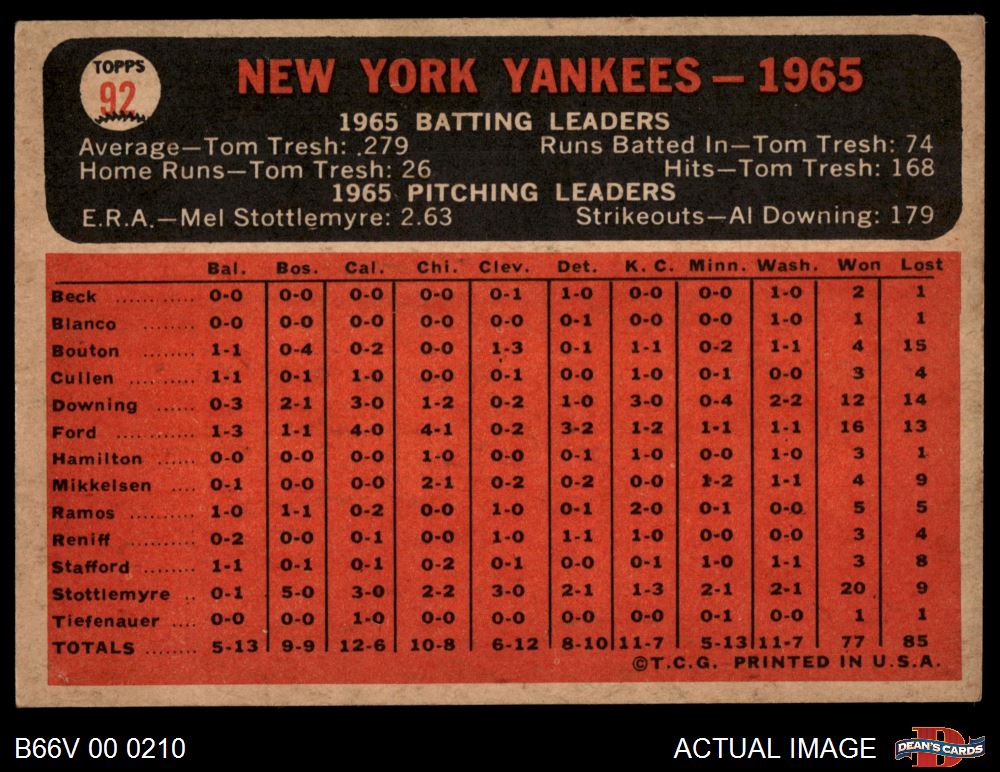 TOPPS
92
NEW YORK YANKEES — 1965
1965 BATTING LEADERS
Average—Tom Tresh: .279 Runs Batted In—Tom Tresh: 74
Home Runs—Tom Tresh: 26 Hits—Tom Tresh: 168
1965 PITCHING LEADERS
E.R.A.—Mel Stottlemyre: 2.63 Strikeouts—Al Downing: 179
Bal. Bos. Cal. Chi. Clev. Det. K. C. Minn. Wash. Won Lost
Beck ........... 0-0 0-0 0-0 0-0 0-1 1-0 0-0 0-0 1-0 2 1
Blanco ........ 0-0 0-0 0-0 0-0 0-0 0-1 0-0 0-0 1-0 1 1
Bouton ........ 1-1 0-4 0-2 0-0 1-3 0-1 1-1 0-2 1-1 4 15
Cullen ......... 1-1 0-1 1-0 0-0 0-1 0-0 1-0 0-1 0-0 3 4
Downing ...... 0-3 2-1 3-0 1-2 0-2 1-0 3-0 0-4 2-2 12 14
Ford ........... 1-3 1-1 4-0 4-1 0-2 3-2 1-2 1-1 1-1 16 13
Hamilton ..... 0-0 0-0 0-0 1-0 0-0 0-1 1-0 0-0 1-0 3 1
Mikkelsen .... 0-1 0-0 0-0 2-1 0-2 0-2 0-0 1-2 1-1 4 9
Ramos ......... 1-0 1-1 0-2 0-0 1-0 0-1 2-0 0-1 0-0 5 5
Reniff .......... 0-2 0-0 0-1 0-0 1-0 1-1 1-0 0-0 0-0 3 4
Stafford ....... 1-1 0-1 0-1 0-2 0-1 0-0 0-1 1-0 1-1 3 8
Stottlemyre .. 0-1 5-0 3-0 2-2 3-0 2-1 1-3 2-1 2-1 20 9
Tiefenauer .... 0-0 0-0 1-0 0-0 0-0 0-0 0-0 0-1 0-0 1 1
TOTALS ........ 5-13 9-9 12-6 10-8 6-12 8-10 11-7 5-13 11-7 77 85
©T.C.G. PRINTED IN U.S.A.
B66V 00 0210 ACTUAL IMAGE D DEAN'S CARDS